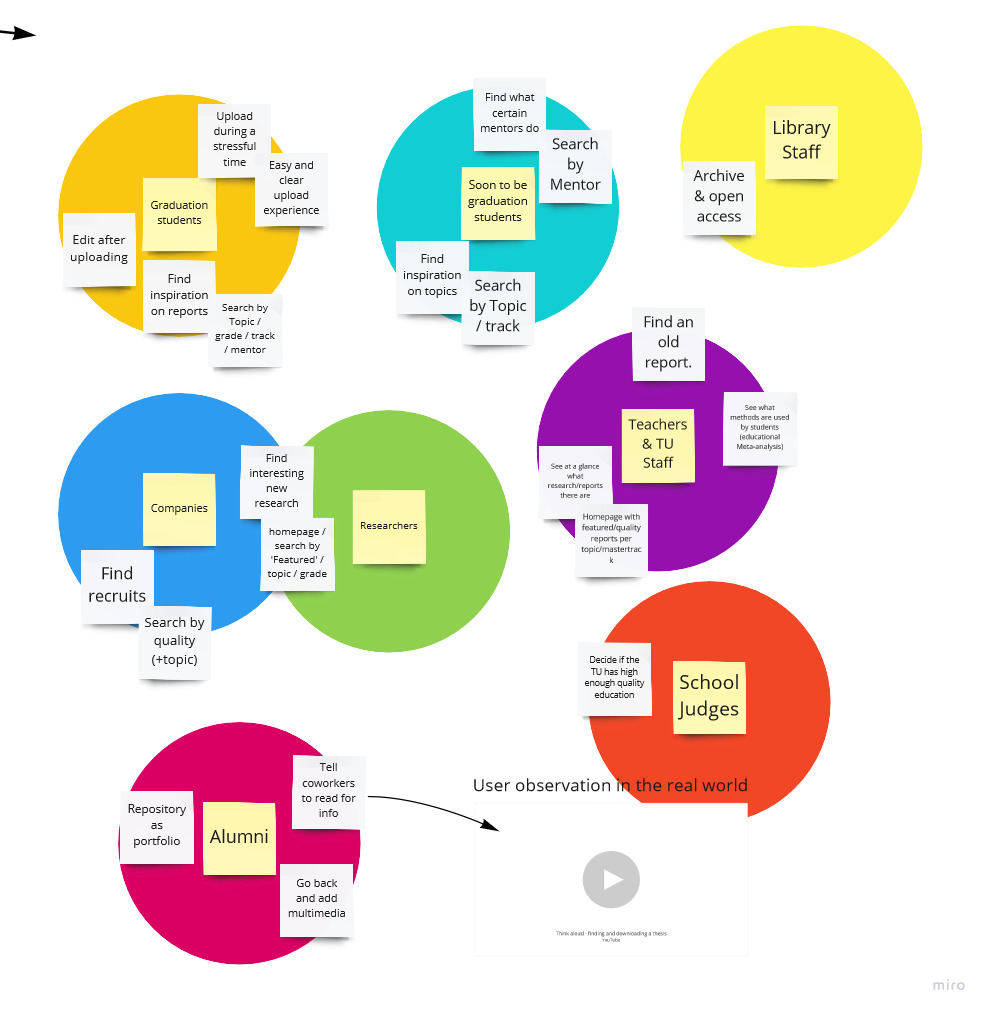 Upload
during a
stressful
time
Easy and
clear
upload
experience
Graduation
students
Edit after
uploading
Find
inspiration
on reports
Search by
Topic /
grade / track
/ mentor
Find what
certain
mentors do
Search
by
Mentor
Soon to be
graduation
students
Find
inspiration
on topics
Search
by Topic
/ track
Library
Staff
Archive
& open
access
Find an
old
report.
See what
methods are used
by students
(educational
Meta-analysis)
Teachers
& TU
Staff
See at a glance
what
research/reports
there are
Homepage with
featured/quality
reports per
topic/mastertrac
k
Find
interesting
new
research
Companies
Researchers
homepage /
search by
'Featured' /
topic / grade
Find
recruits
Search by
quality
(+topic)
Decide if the
TU has high
enough quality
education
School
Judges
Tell
coworkers
to read for
info
Repository
as
portfolio
Alumni
Go back
and add
multimedia
User observation in the real world
Think aloud - finding and downloading a thesis
YouTube
miro